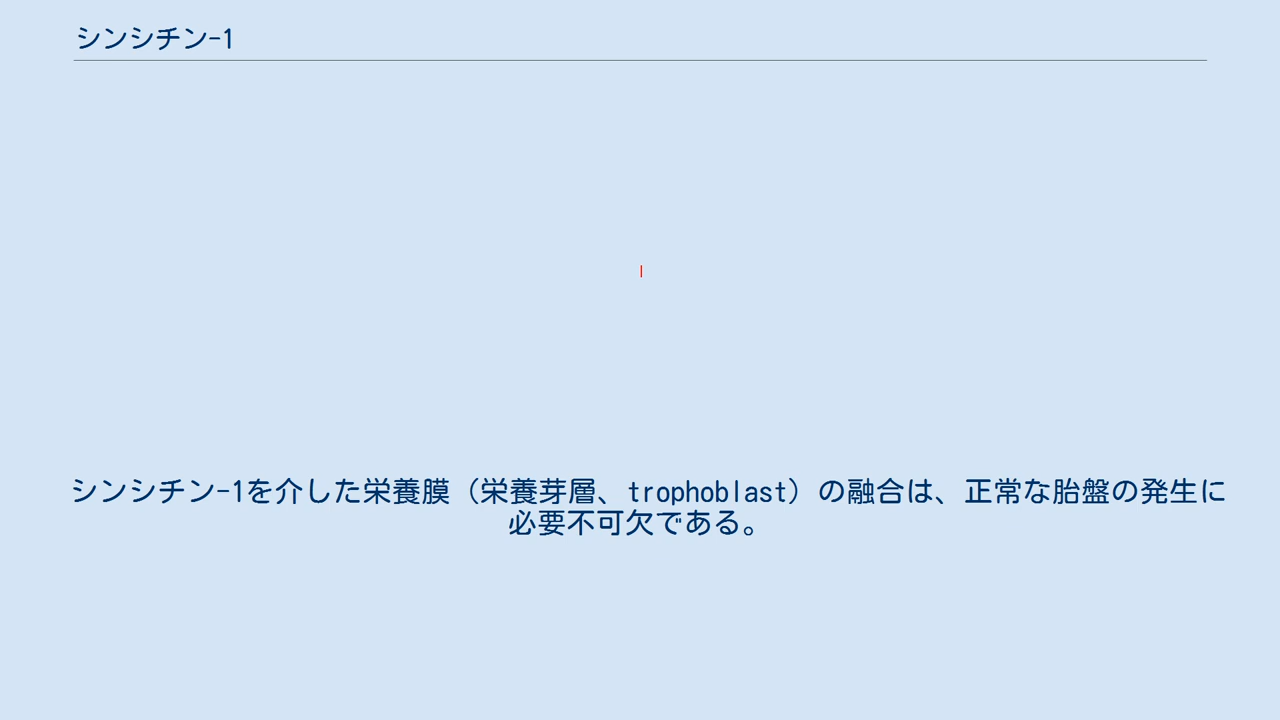 シンシチン-1
シンシチン-1を介した栄養膜（栄養芽層、trophoblast）の融合は、正常な胎盤の発生に
必要不可欠である。